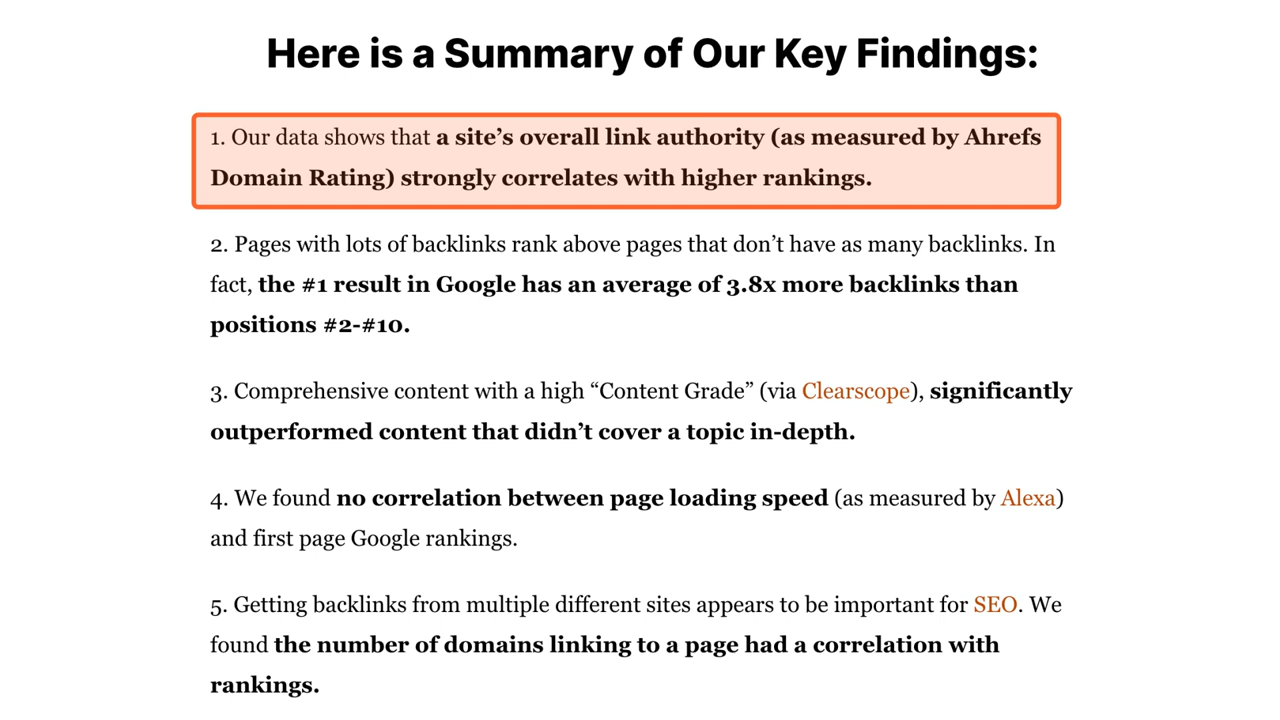 Here is a Summary of Our Key Findings:
1. Our data shows that a site’s overall link authority (as measured by Ahrefs
Domain Rating) strongly correlates with higher rankings.
2. Pages with lots of backlinks rank above pages that don’t have as many backlinks. In
fact, the #1 result in Google has an average of 3.8x more backlinks than
positions #2-#10.
3. Comprehensive content with a high “Content Grade” (via Clearscope), significantly
outperformed content that didn’t cover a topic in-depth.
4. We found no correlation between page loading speed (as measured by Alexa)
and first page Google rankings.
5. Getting backlinks from multiple different sites appears to be important for SEO. We
found the number of domains linking to a page had a correlation with
rankings.